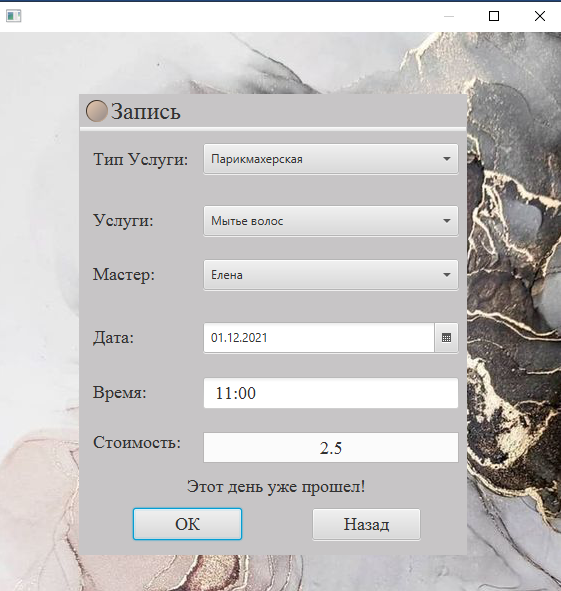 Запись
Тип Услуги: Парикмахерская
Услуги: Мытье волос
Мастер: Елена
Дата: 01.12.2021
Время: 11:00
Стоимость: 2.5
Этот день уже прошел!
ОК Назад